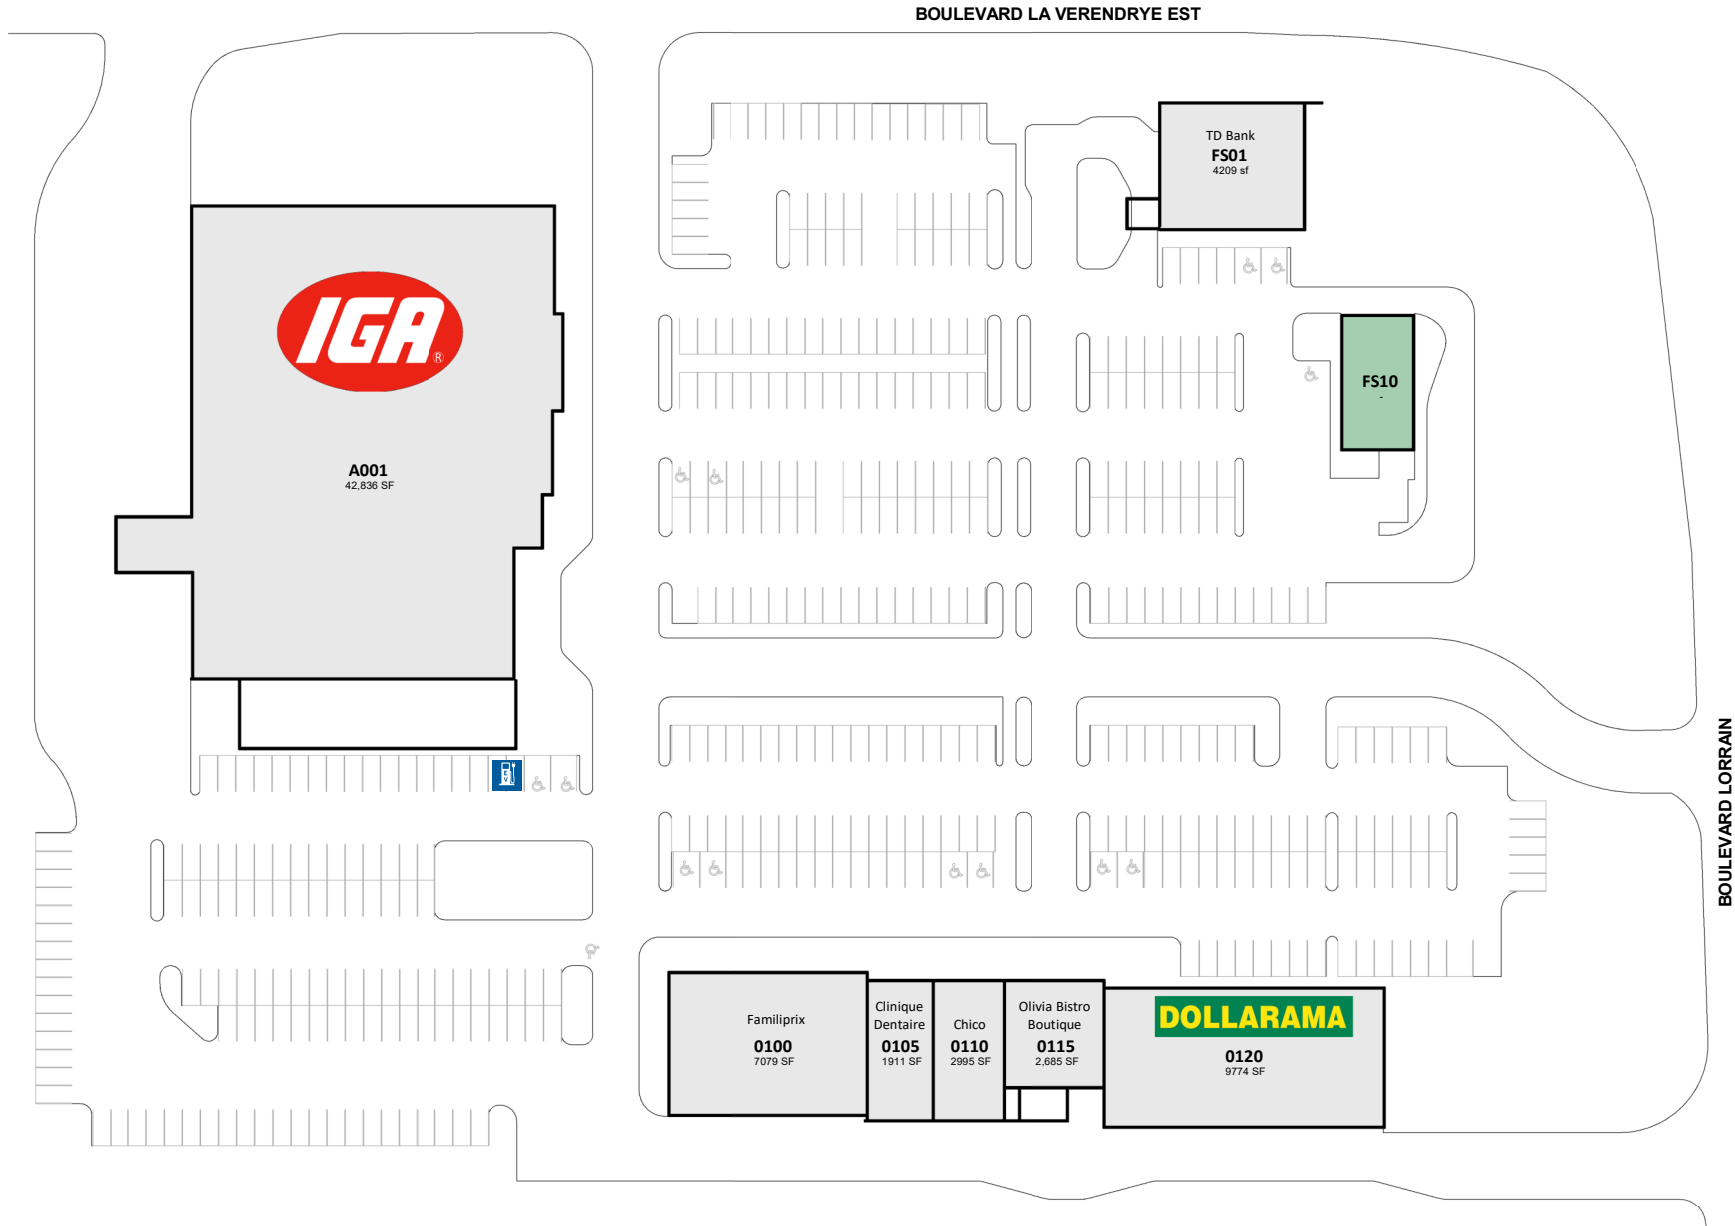 BOULEVARD LA VERENDRYE EST
TD Bank
FS01
4209 sf
IGA
®
FS10
-
A001
42,836 SF
BOULEVARD LORRAIN
EV
Familiprix
0100
7079 SF
Clinique
Dentaire
0105
1911 SF
Chico
0110
2995 SF
Olivia Bistro
Boutique
0115
2,685 SF
DOLLARAMA
0120
9774 SF